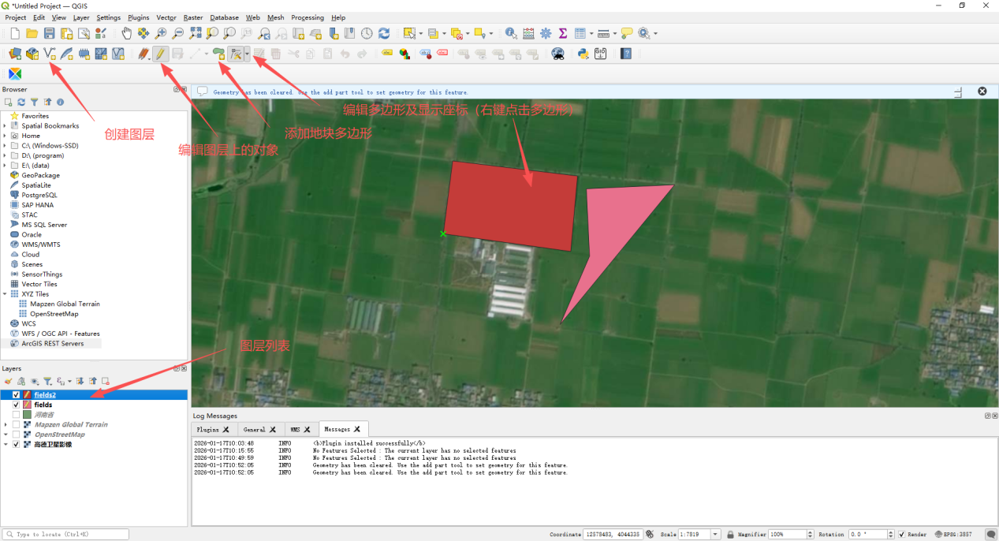 *Untitled Project — QGIS
Project Edit View Layer Settings Plugins Vector Raster Database Web Mesh Processing Help
Browser
Geometry has been cleared. Use the add part tool to set geometry for this feature.
编辑多边形及显示座标（右键点击多边形）
创建图层
添加地块多边形
编辑图层上的对象
Favorites
Spatial Bookmarks
Home
C:\ (Windows-SSD)
D:\ (program)
E:\ (data)
GeoPackage
SpatiaLite
PostgreSQL
SAP HANA
STAC
MS SQL Server
Oracle
WMS/WMTS
Cloud
Scenes
SensorThings
Vector Tiles
XYZ Tiles
Mapzen Global Terrain
OpenStreetMap
WCS
WFS / OGC API - Features
ArcGIS REST Servers
图层列表
Layers
fields2
fields
河南省
Mapzen Global Terrain
OpenStreetMap
高德卫星影像
Log Messages
Plugins General WMS Messages
2026-01-17T10:03:48 INFO <b>Plugin installed successfully</b>
2026-01-17T10:15:55 INFO No Features Selected : The current layer has no selected features
2026-01-17T10:49:59 INFO No Features Selected : The current layer has no selected features
2026-01-17T10:52:05 INFO Geometry has been cleared. Use the add part tool to set geometry for this feature.
2026-01-17T10:52:05 INFO Geometry has been cleared. Use the add part tool to set geometry for this feature.
Type to locate (Ctrl+K)
Coordinate 12578483, 4044335 Scale 1:7819 Magnifier 100% Rotation 0.0 ° Render EPSG:3857